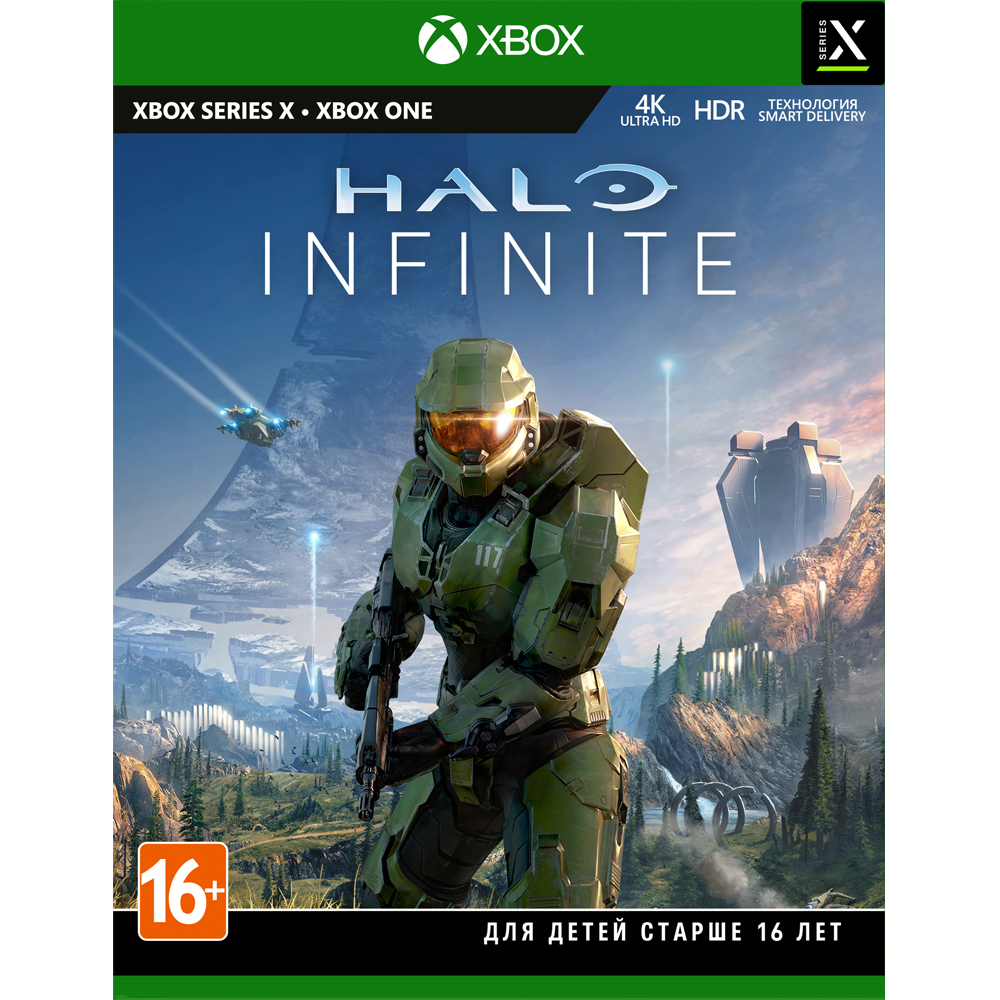 XBOX
SERIES X
XBOX SERIES X • XBOX ONE
4K
ULTRA HD
HDR
ТЕХНОЛОГИЯ
SMART DELIVERY
HALO
INFINITE
117
16+
ДЛЯ ДЕТЕЙ СТАРШЕ 16 ЛЕТ